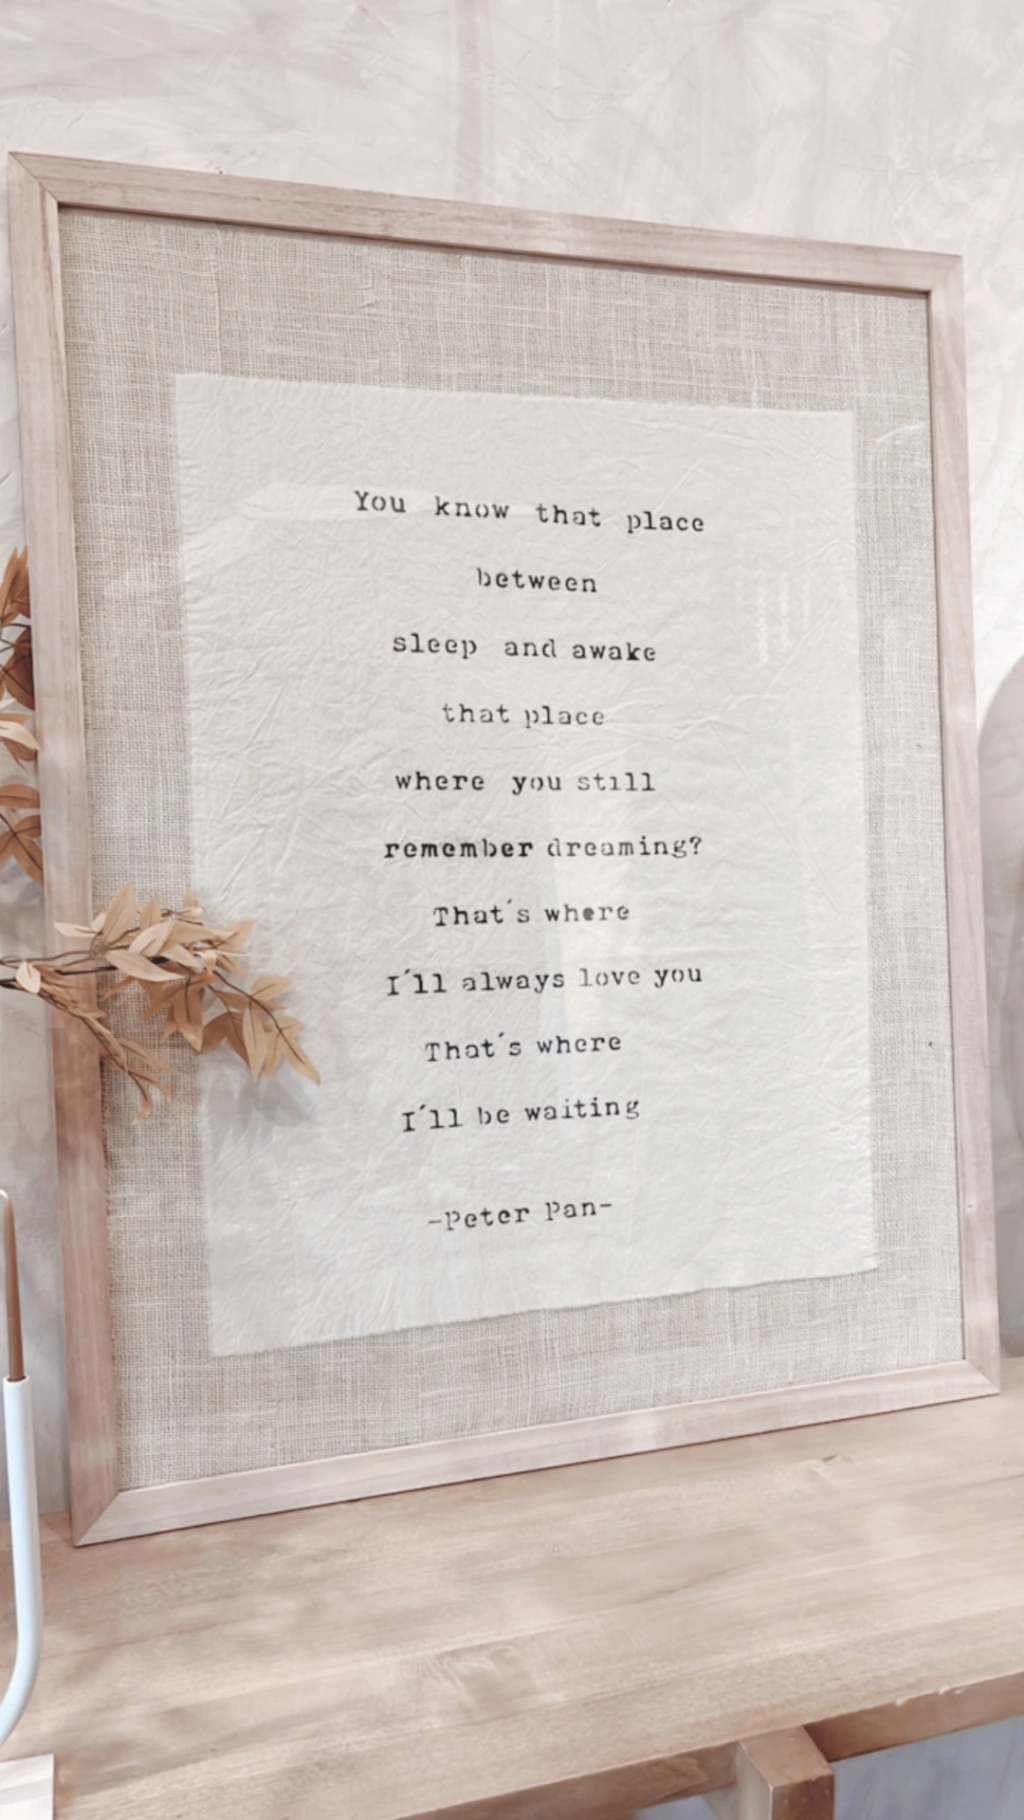 You know that place
between
sleep and awake
that place
where you still
remember dreaming?
That´s where
I´ll always love you
That´s where
I´ll be waiting
-Peter Pan-